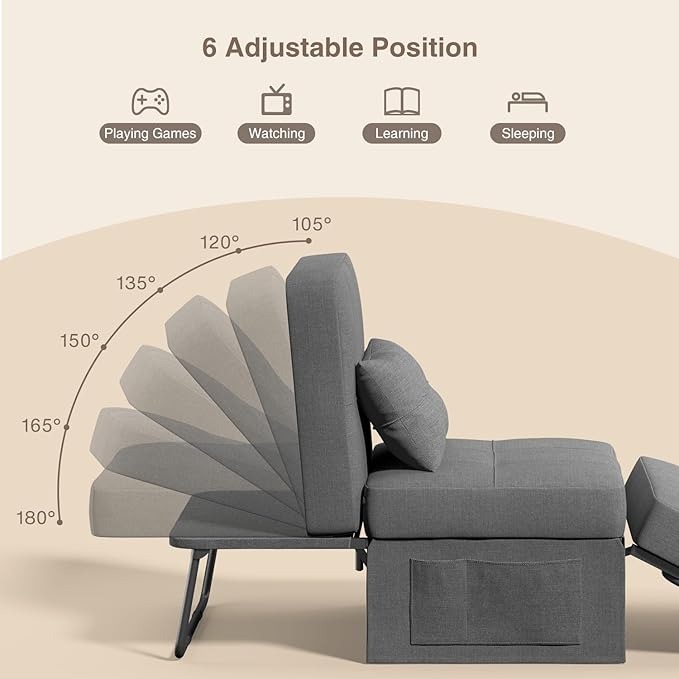 6 Adjustable Position
Playing Games
Watching
Learning
Sleeping
105°
120°
135°
150°
165°
180°